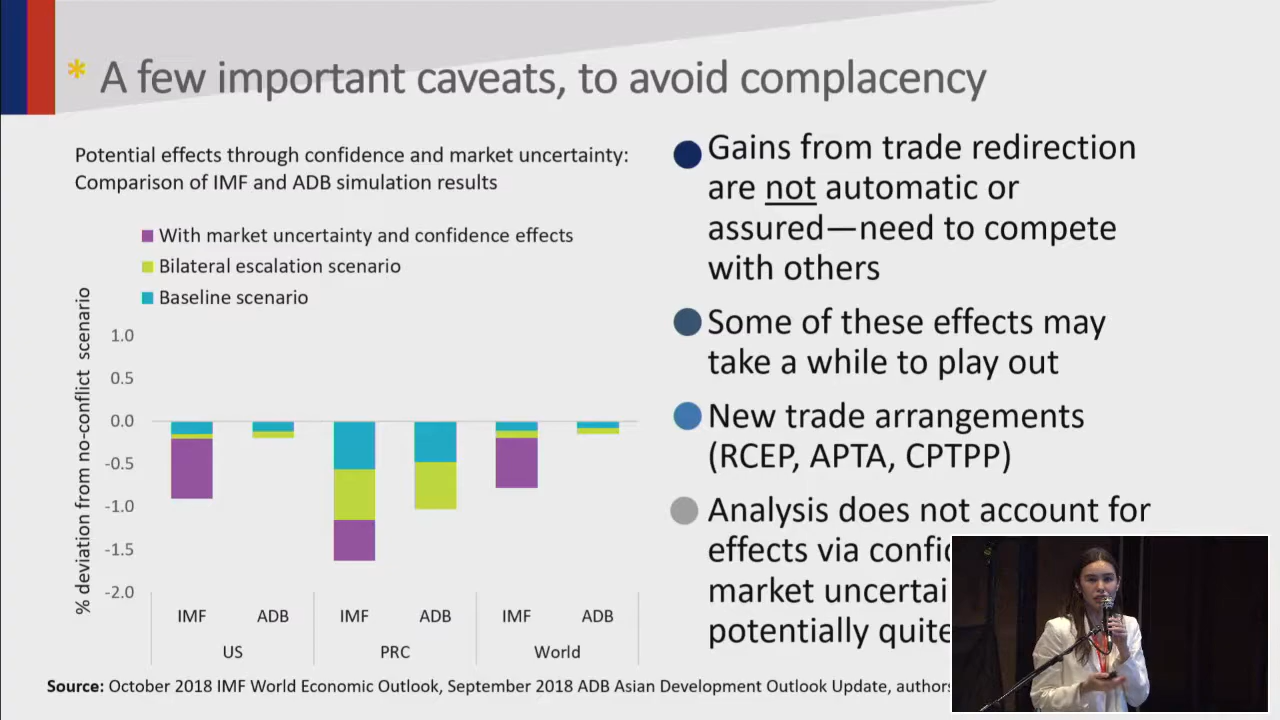 * A few important caveats, to avoid complacency
Potential effects through confidence and market uncertainty:
Comparison of IMF and ADB simulation results
With market uncertainty and confidence effects
Bilateral escalation scenario
Baseline scenario
% deviation from no-conflict scenario
1.0
0.5
0.0
-0.5
-1.0
-1.5
-2.0
IMF ADB IMF ADB IMF ADB
US PRC World
Source: October 2018 IMF World Economic Outlook, September 2018 ADB Asian Development Outlook Update, authors
Gains from trade redirection
are not automatic or
assured—need to compete
with others
Some of these effects may
take a while to play out
New trade arrangements
(RCEP, APTA, CPTPP)
Analysis does not account for
effects via
market
potentially quite